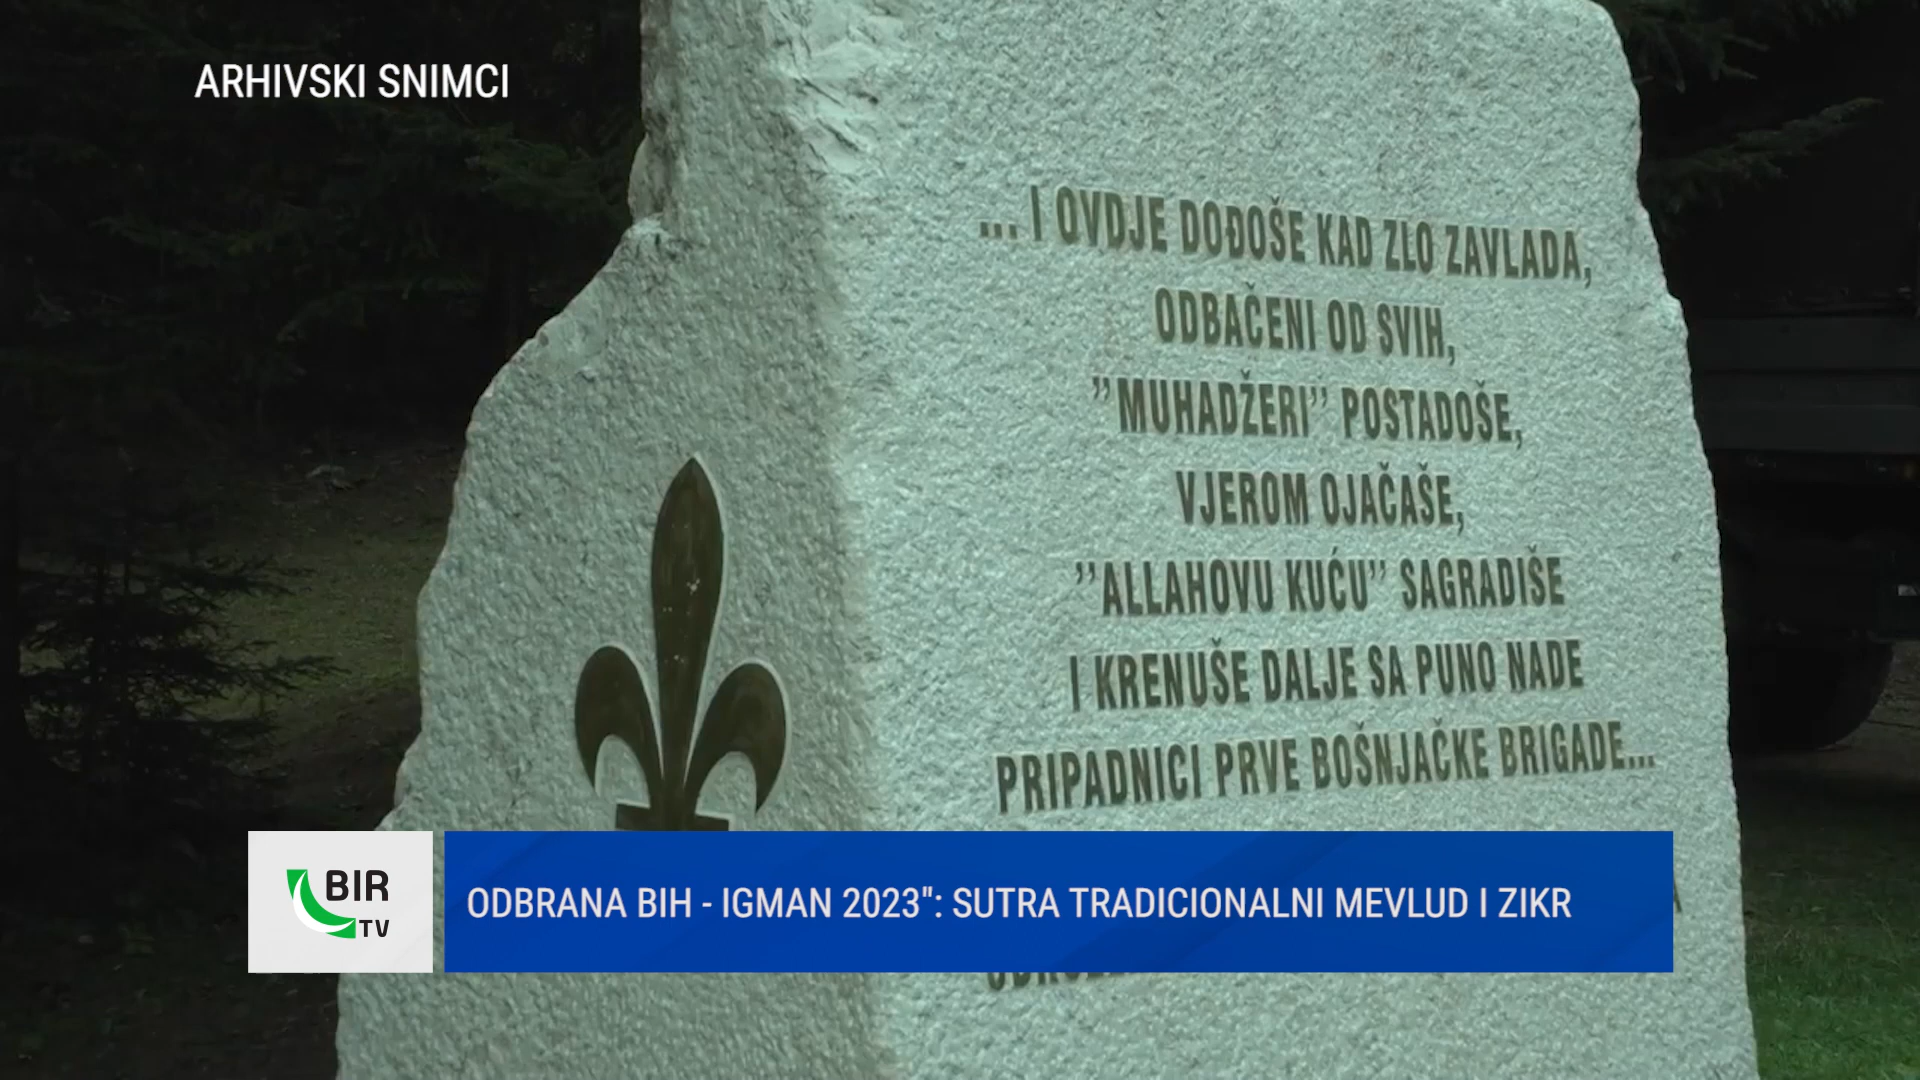 ARHIVSKI SNIMCI
... I OVDJE DOĐOŠE KAD ZLO ZAVLADA,
ODBAČENI OD SVIH,
”MUHADŽERI” POSTADOŠE,
VJEROM OJAČAŠE,
”ALLAHOVU KUĆU” SAGRADIŠE
I KRENUŠE DALJE SA PUNO NADE
PRIPADNICI PRVE BOŠNJAČKE BRIGADE...
BIR
TV
ODBRANA BIH - IGMAN 2023": SUTRA TRADICIONALNI MEVLUD I ZIKR